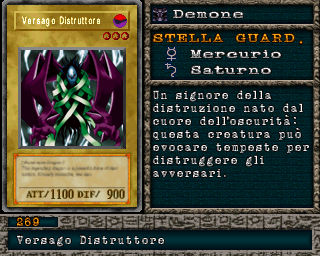 Versago Distruttore
ATT/1100 DIF/ 900
Demone
STELLA GUARD.
Mercurio
Saturno
Un signore della
distruzione nato dal
cuore dell'oscurità:
questa creatura può
evocare tempeste per
distruggere gli
avversari.
269
Versago Distruttore